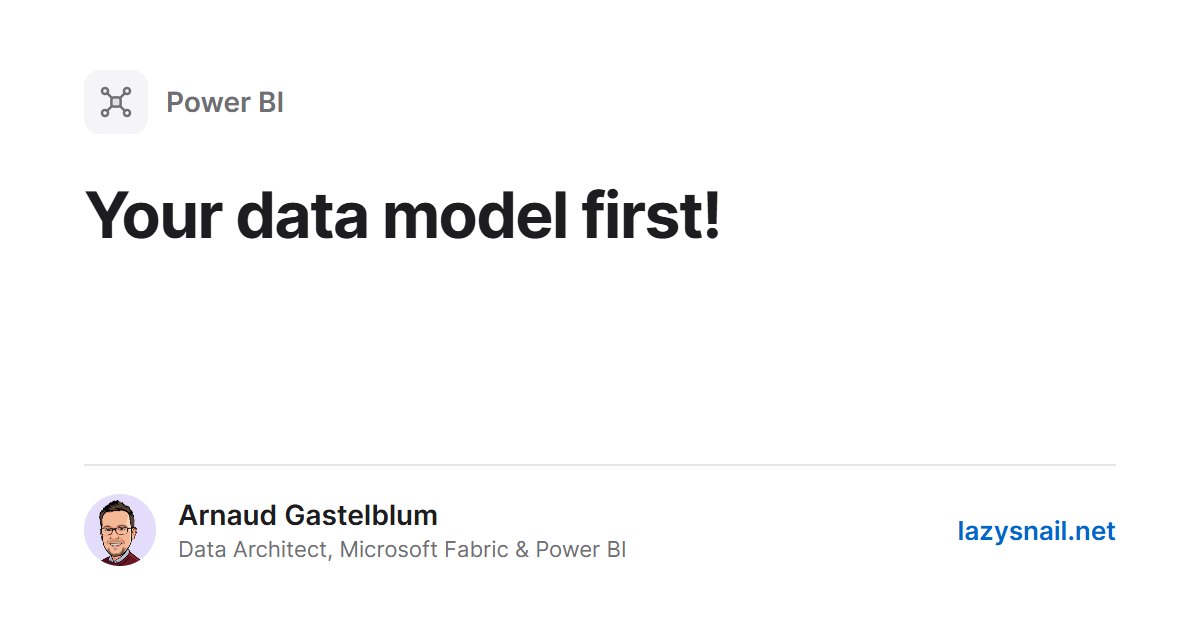 Power BI
Your data model first!
Arnaud Gastelblum
Data Architect, Microsoft Fabric & Power BI
lazysnail.net